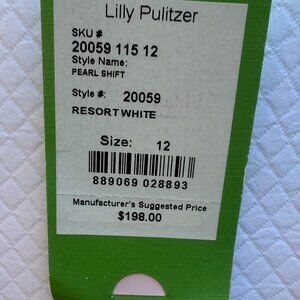 Lilly Pulitzer
SKU #
20059 115 12
Style Name:
PEARL SHIFT
Style #: 20059
RESORT WHITE
Size: 12
889069 028893
Manufacturer's Suggested Price
$198.00